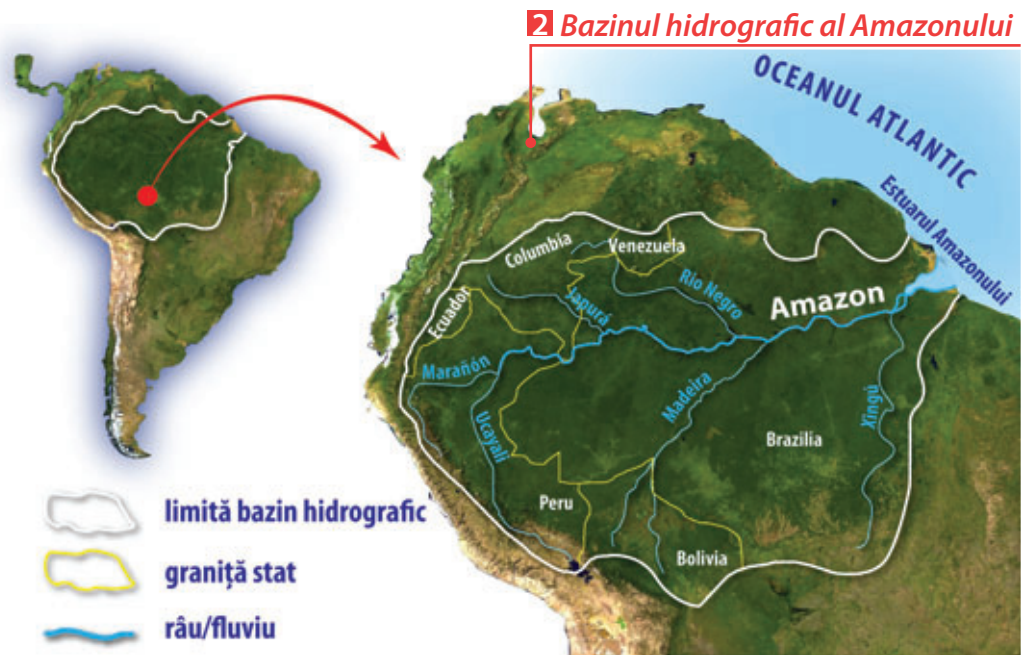 2 Bazinul hidrografic al Amazonului
OCEANUL ATLANTIC
Estuarul Amazonului
Columbia
Venezuela
Rio Negro
Japurá
Amazon
Ecuador
Marañón
Ucayali
Madeira
Xingú
Brazilia
Peru
Bolivia
limită bazin hidrografic
graniță stat
râu/fluviu